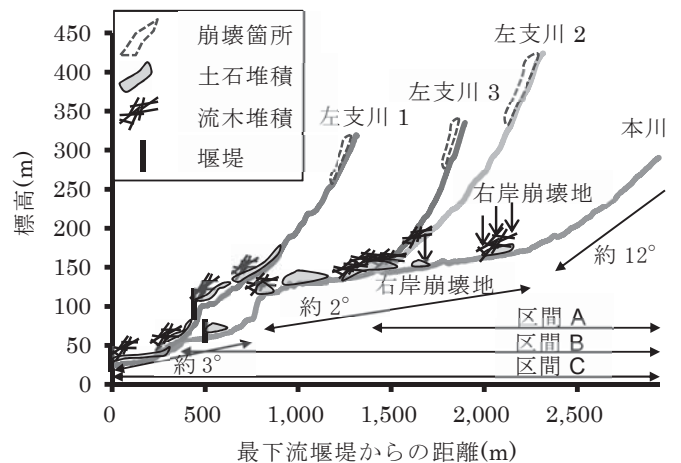 450
400
350
300
250
200
150
100
50
0
標高(m)
崩壊箇所
土石堆積
流木堆積
堰堤
左支川 1
左支川 3
左支川 2
本川
右岸崩壊地
右岸崩壊地
約 12°
約 2°
約 3°
区間 A
区間 B
区間 C
0
500
1,000
1,500
2,000
2,500
最下流堰堤からの距離(m)